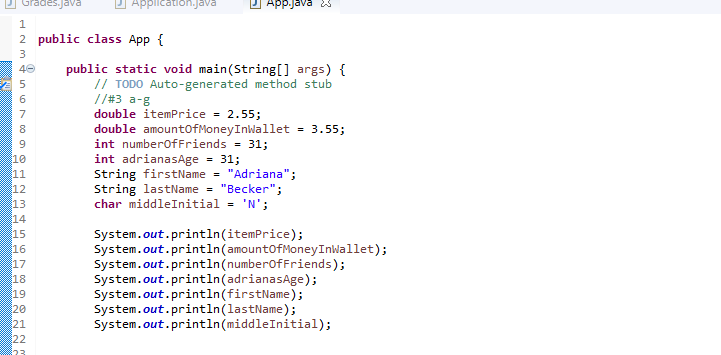 Grades.java Application.java App.java
1
2 public class App {
3
4 public static void main(String[] args) {
5 // TODO Auto-generated method stub
6 //#3 a-g
7 double itemPrice = 2.55;
8 double amountOfMoneyInWallet = 3.55;
9 int numberOfFriends = 31;
10 int adrianasAge = 31;
11 String firstName = "Adriana";
12 String lastName = "Becker";
13 char middleInitial = 'N';
14
15 System.out.println(itemPrice);
16 System.out.println(amountOfMoneyInWallet);
17 System.out.println(numberOfFriends);
18 System.out.println(adrianasAge);
19 System.out.println(firstName);
20 System.out.println(lastName);
21 System.out.println(middleInitial);
22
23